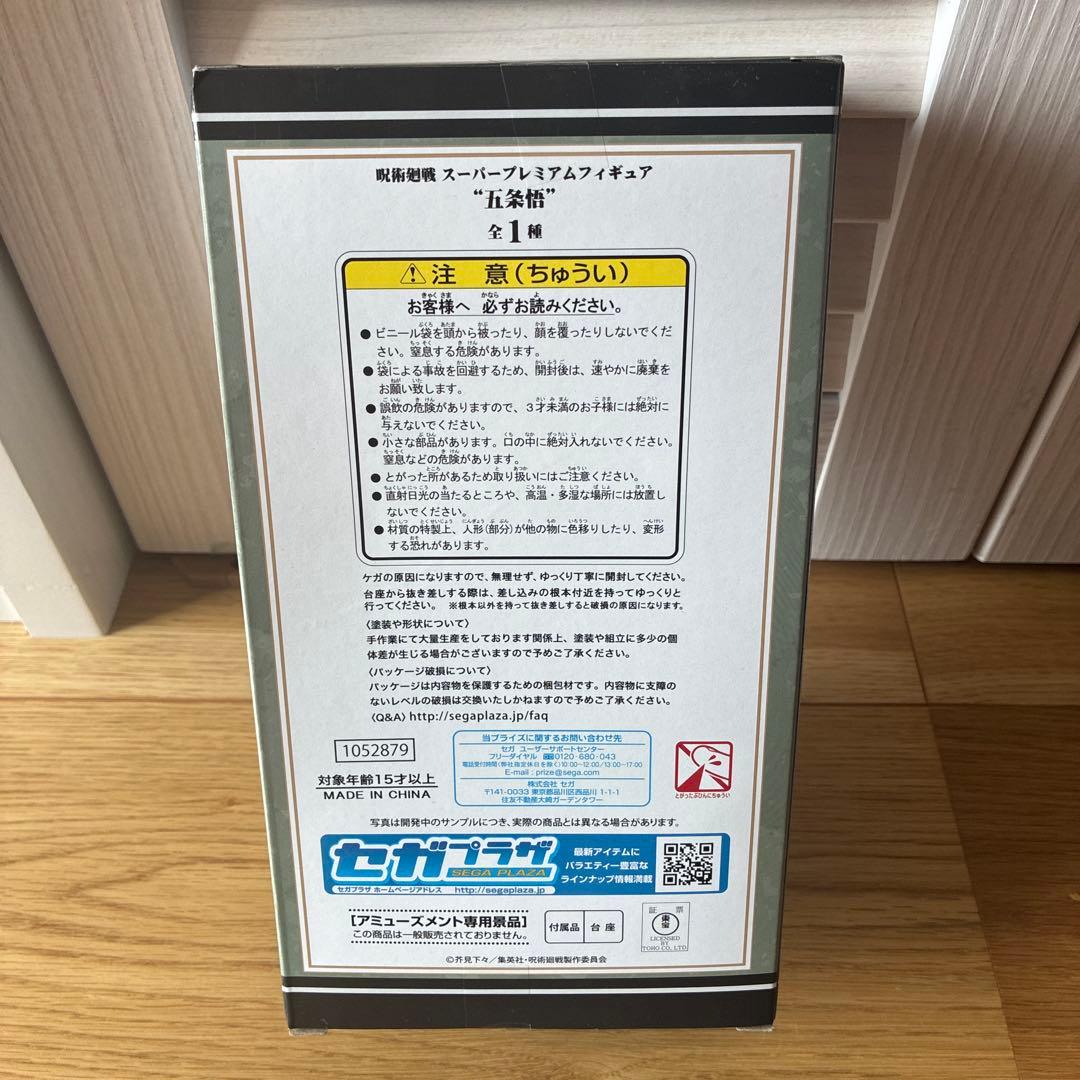 呪術廻戦 スーパープレミアムフィギュア
“五条悟”
全1種
⚠注 意(ちゅうい)
お客様へ 必ずお読みください。
●ビニール袋を頭から被ったり、顔を覆ったりしないでくだ
さい。窒息する危険があります。
●袋による事故を回避するため、開封後は、速やかに廃棄を
お願い致します。
●誤飲の危険がありますので、3才未満のお子様には絶対に
与えないでください。
●小さな部品があります。口の中に絶対入れないでください。
窒息などの危険があります。
●とがった所があるため取り扱いにはご注意ください。
●直射日光の当たるところや、高温・多湿な場所には放置し
ないでください。
●材質の特製上、人形(部分)が他の物に色移りしたり、変形
する恐れがあります。
ケガの原因になりますので、無理せず、ゆっくり丁寧に開封してください。
台座から抜き差しする際は、差し込みの根本付近を持ってゆっくりと
行ってください。 ※根本以外を持って抜き差しすると破損の原因になります。
〈塗装や形状について〉
手作業にて大量生産をしております関係上、塗装や組立に多少の個
体差が生じる場合がございますので予めご了承ください。
〈パッケージ破損について〉
パッケージは内容物を保護するための梱包材です。内容物に支障の
ないレベルの破損は交換いたしかねますので予めご了承ください。
〈Q&A〉http://segaplaza.jp/faq
1052879
対象年齢15才以上
MADE IN CHINA
当プライズに関するお問い合わせ先
セガ ユーザーサポートセンター
フリーダイヤル 0120-680-043
電話受付時間(弊社指定休日を除く)10:00~12:00/13:00~17:00
E-mail : prize@sega.com
株式会社 セガ
〒141-0033 東京都品川区西品川 1-1-1
住友不動産大崎ガーデンタワー
とがったぶひんにちゅうい
写真は開発中のサンプルにつき、実際の商品とは異なる場合があります。
セガプラザ
SEGA PLAZA
セガプラザ ホームページアドレス http://segaplaza.jp
最新アイテムに
バラエティー豊富な
ラインナップ情報満載
[アミューズメント専用景品]
この商品は一般販売されておりません。
付属品 台座
証 票
東宝
LICENSED
BY
TOHO CO., LTD.
©芥見下々/集英社・呪術廻戦製作委員会